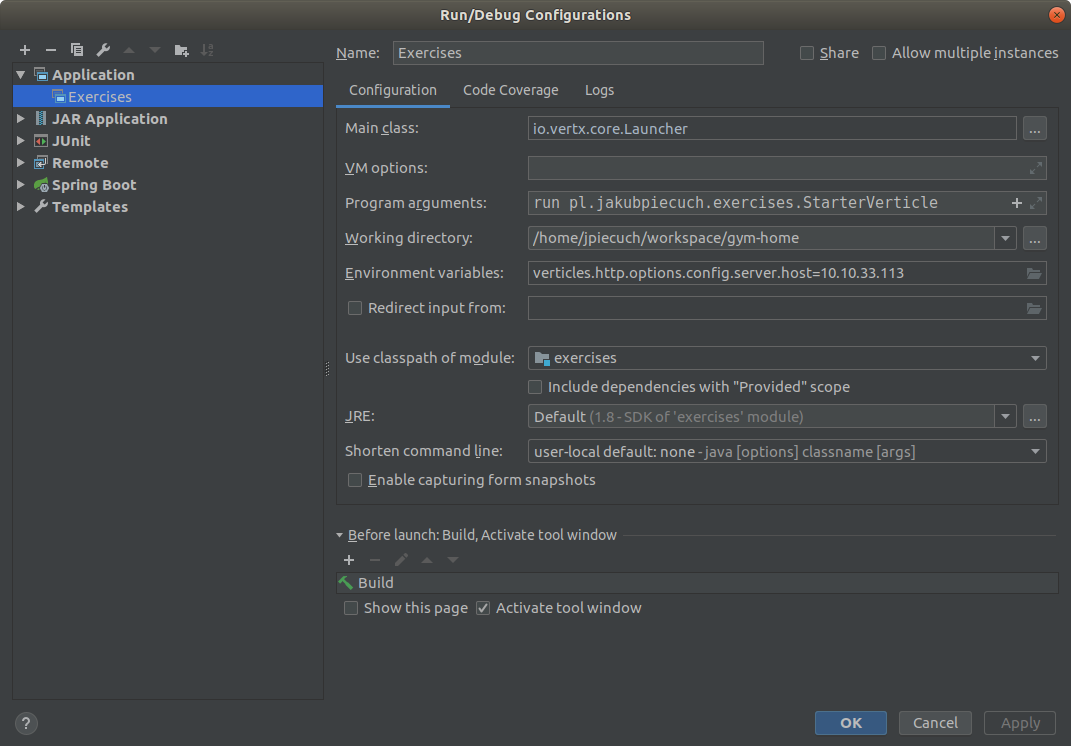 Run/Debug Configurations
Name: Exercises Share Allow multiple instances
Application
Exercises
JAR Application
JUnit
Remote
Spring Boot
Templates
Configuration Code Coverage Logs
Main class: io.vertx.core.Launcher ...
VM options:
Program arguments: run pl.jakubpiecuch.exercises.StarterVerticle
Working directory: /home/jpiecuch/workspace/gym-home ...
Environment variables: verticles.http.options.config.server.host=10.10.33.113
Redirect input from:
Use classpath of module: exercises
Include dependencies with "Provided" scope
JRE: Default (1.8 - SDK of 'exercises' module) ...
Shorten command line: user-local default: none - java [options] classname [args]
Enable capturing form snapshots
Before launch: Build, Activate tool window
Build
Show this page Activate tool window
? OK Cancel Apply